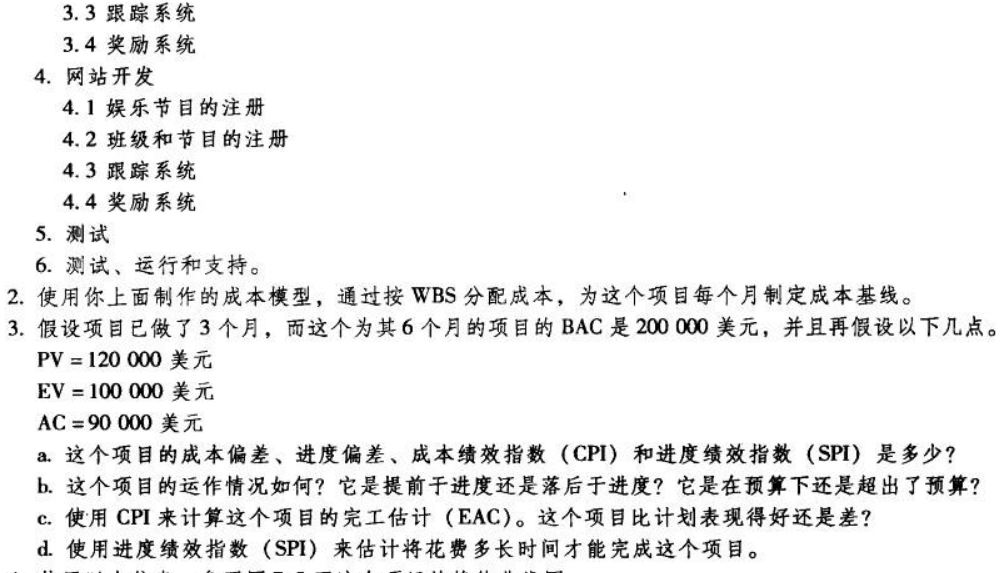 3.3 跟踪系统
3.4 奖励系统
4. 网站开发
4.1 娱乐节目的注册
4.2 班级和节目的注册
4.3 跟踪系统
4.4 奖励系统
5. 测试
6. 测试、运行和支持。
2. 使用你上面制作的成本模型，通过按 WBS 分配成本，为这个项目每个月制定成本基线。
3. 假设项目已做了 3 个月，而这个为其 6 个月的项目的 BAC 是 200 000 美元，并且再假设以下几点。
PV = 120 000 美元
EV = 100 000 美元
AC = 90 000 美元
a. 这个项目的成本偏差、进度偏差、成本绩效指数（CPI）和进度绩效指数（SPI）是多少？
b. 这个项目的运作情况如何？它是提前于进度还是落后于进度？它是在预算下还是超出了预算？
c. 使用 CPI 来计算这个项目的完工估计（EAC）。这个项目比计划表现得好还是差？
d. 使用进度绩效指数（SPI）来估计将花费多长时间才能完成这个项目。